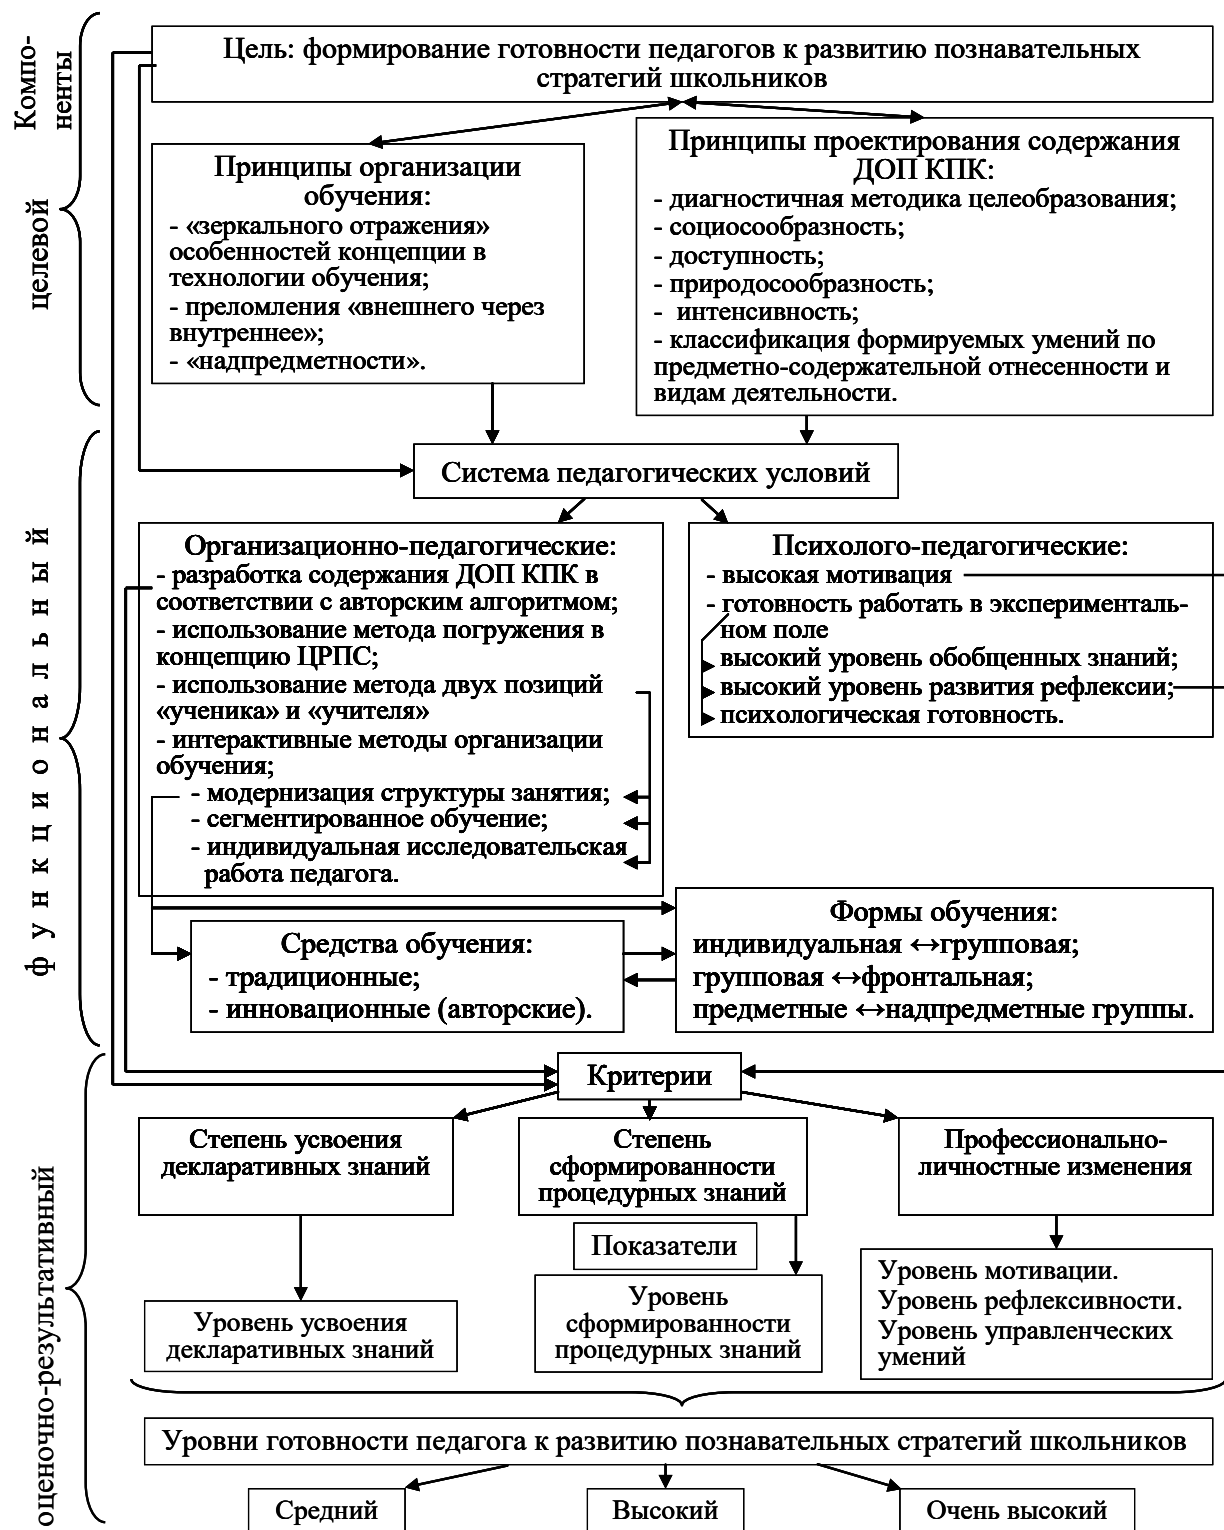 Компо-
ненты
целевой
Цель: формирование готовности педагогов к развитию познавательных
стратегий школьников
Принципы организации
обучения:
- «зеркального отражения»
особенностей концепции в
технологии обучения;
- преломления «внешнего через
внутреннее»;
- «надпредметности».
Принципы проектирования содержания
ДОП КПК:
- диагностичная методика целеобразования;
- социосообразность;
- доступность;
- природосообразность;
- интенсивность;
- классификация формируемых умений по
предметно-содержательной отнесенности и
видам деятельности.
функциональный
Система педагогических условий
Организационно-педагогические:
- разработка содержания ДОП КПК в
соответствии с авторским алгоритмом;
- использование метода погружения в
концепцию ЦРПС;
- использование метода двух позиций
«ученика» и «учителя»
- интерактивные методы организации
обучения;
- модернизация структуры занятия;
- сегментированное обучение;
- индивидуальная исследовательская
работа педагога.
Психолого-педагогические:
- высокая мотивация
- готовность работать в эксперименталь-
ном поле
высокий уровень обобщенных знаний;
высокий уровень развития рефлексии;
психологическая готовность.
Средства обучения:
- традиционные;
- инновационные (авторские).
Формы обучения:
индивидуальная ↔групповая;
групповая ↔фронтальная;
предметные ↔надпредметные группы.
оценочно-результативный
Критерии
Степень усвоения
декларативных знаний
Степень
сформированности
процедурных знаний
Профессионально-
личностные изменения
Показатели
Уровень усвоения
декларативных знаний
Уровень
сформированности
процедурных знаний
Уровень мотивации.
Уровень рефлексивности.
Уровень управленческих
умений
Уровни готовности педагога к развитию познавательных стратегий школьников
Средний
Высокий
Очень высокий